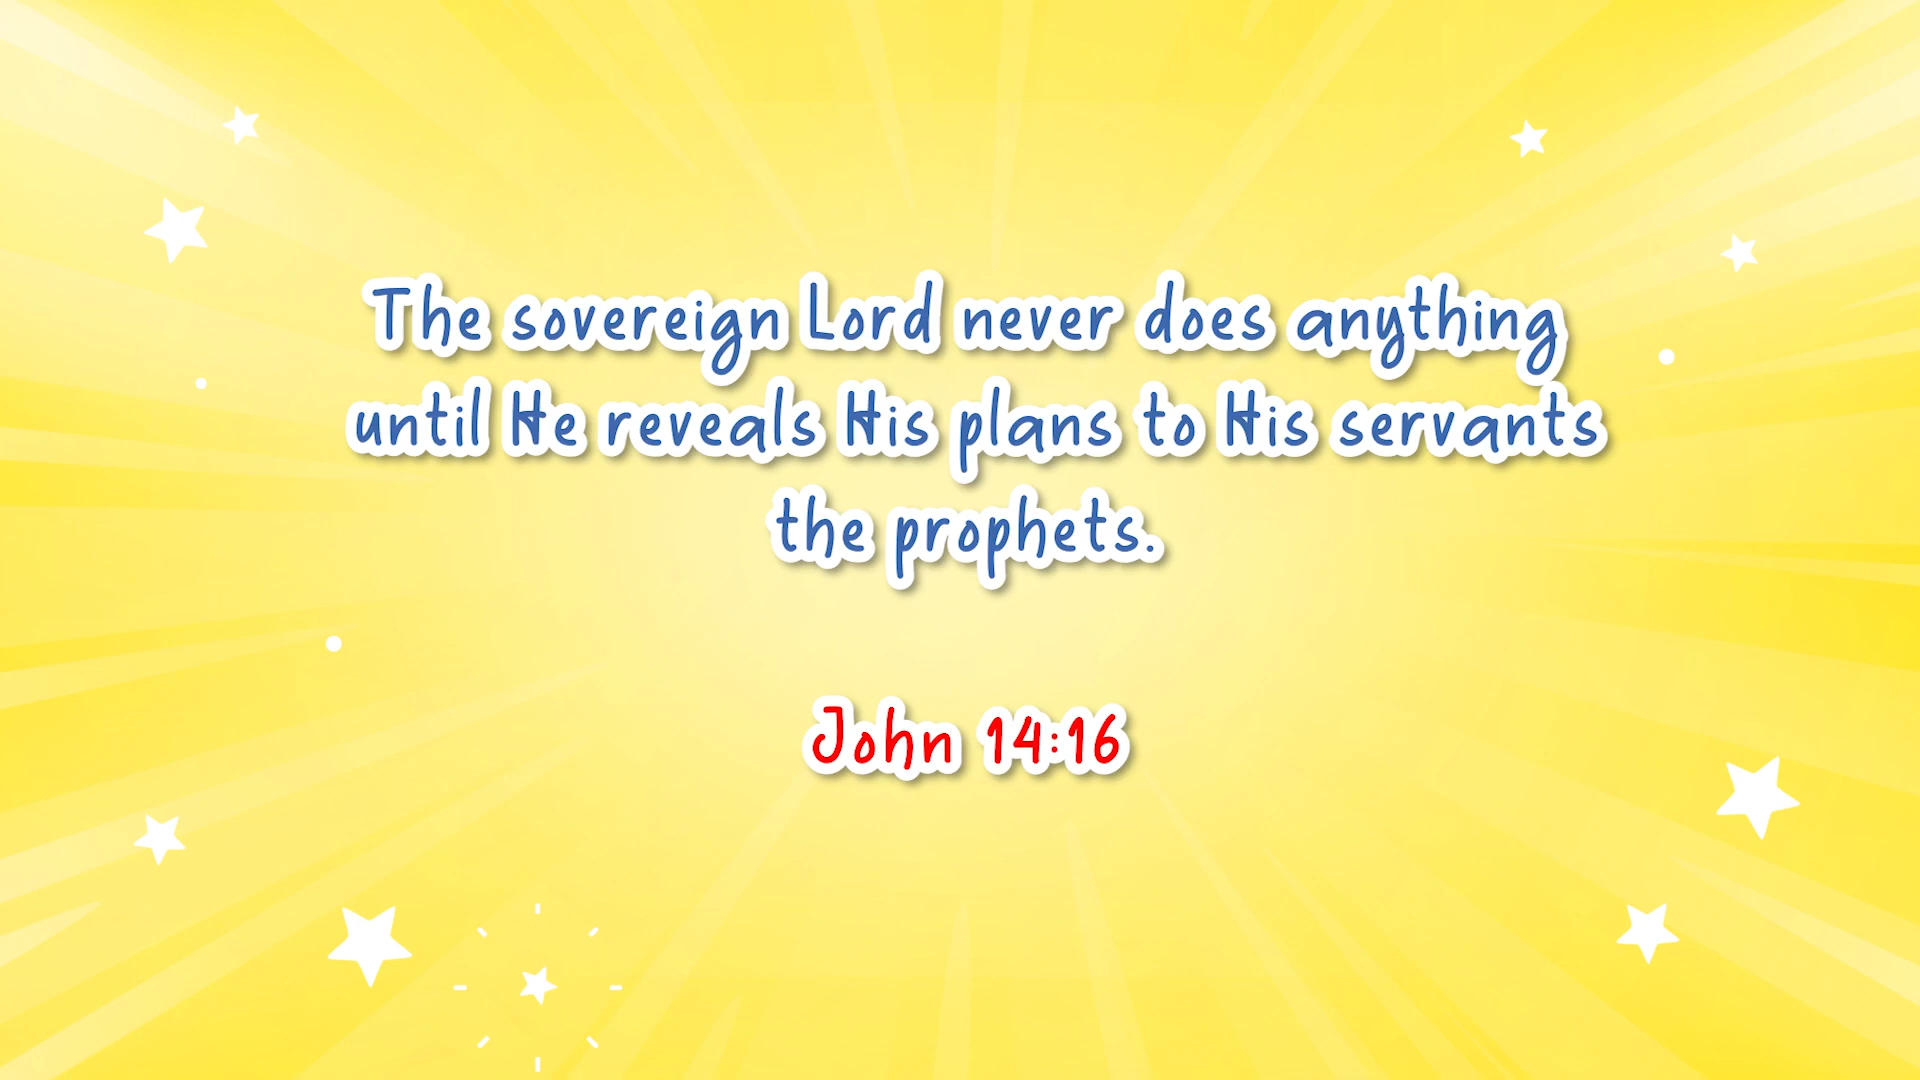 The sovereign Lord never does anything
until He reveals His plans to His servants
the prophets.
John 14:16